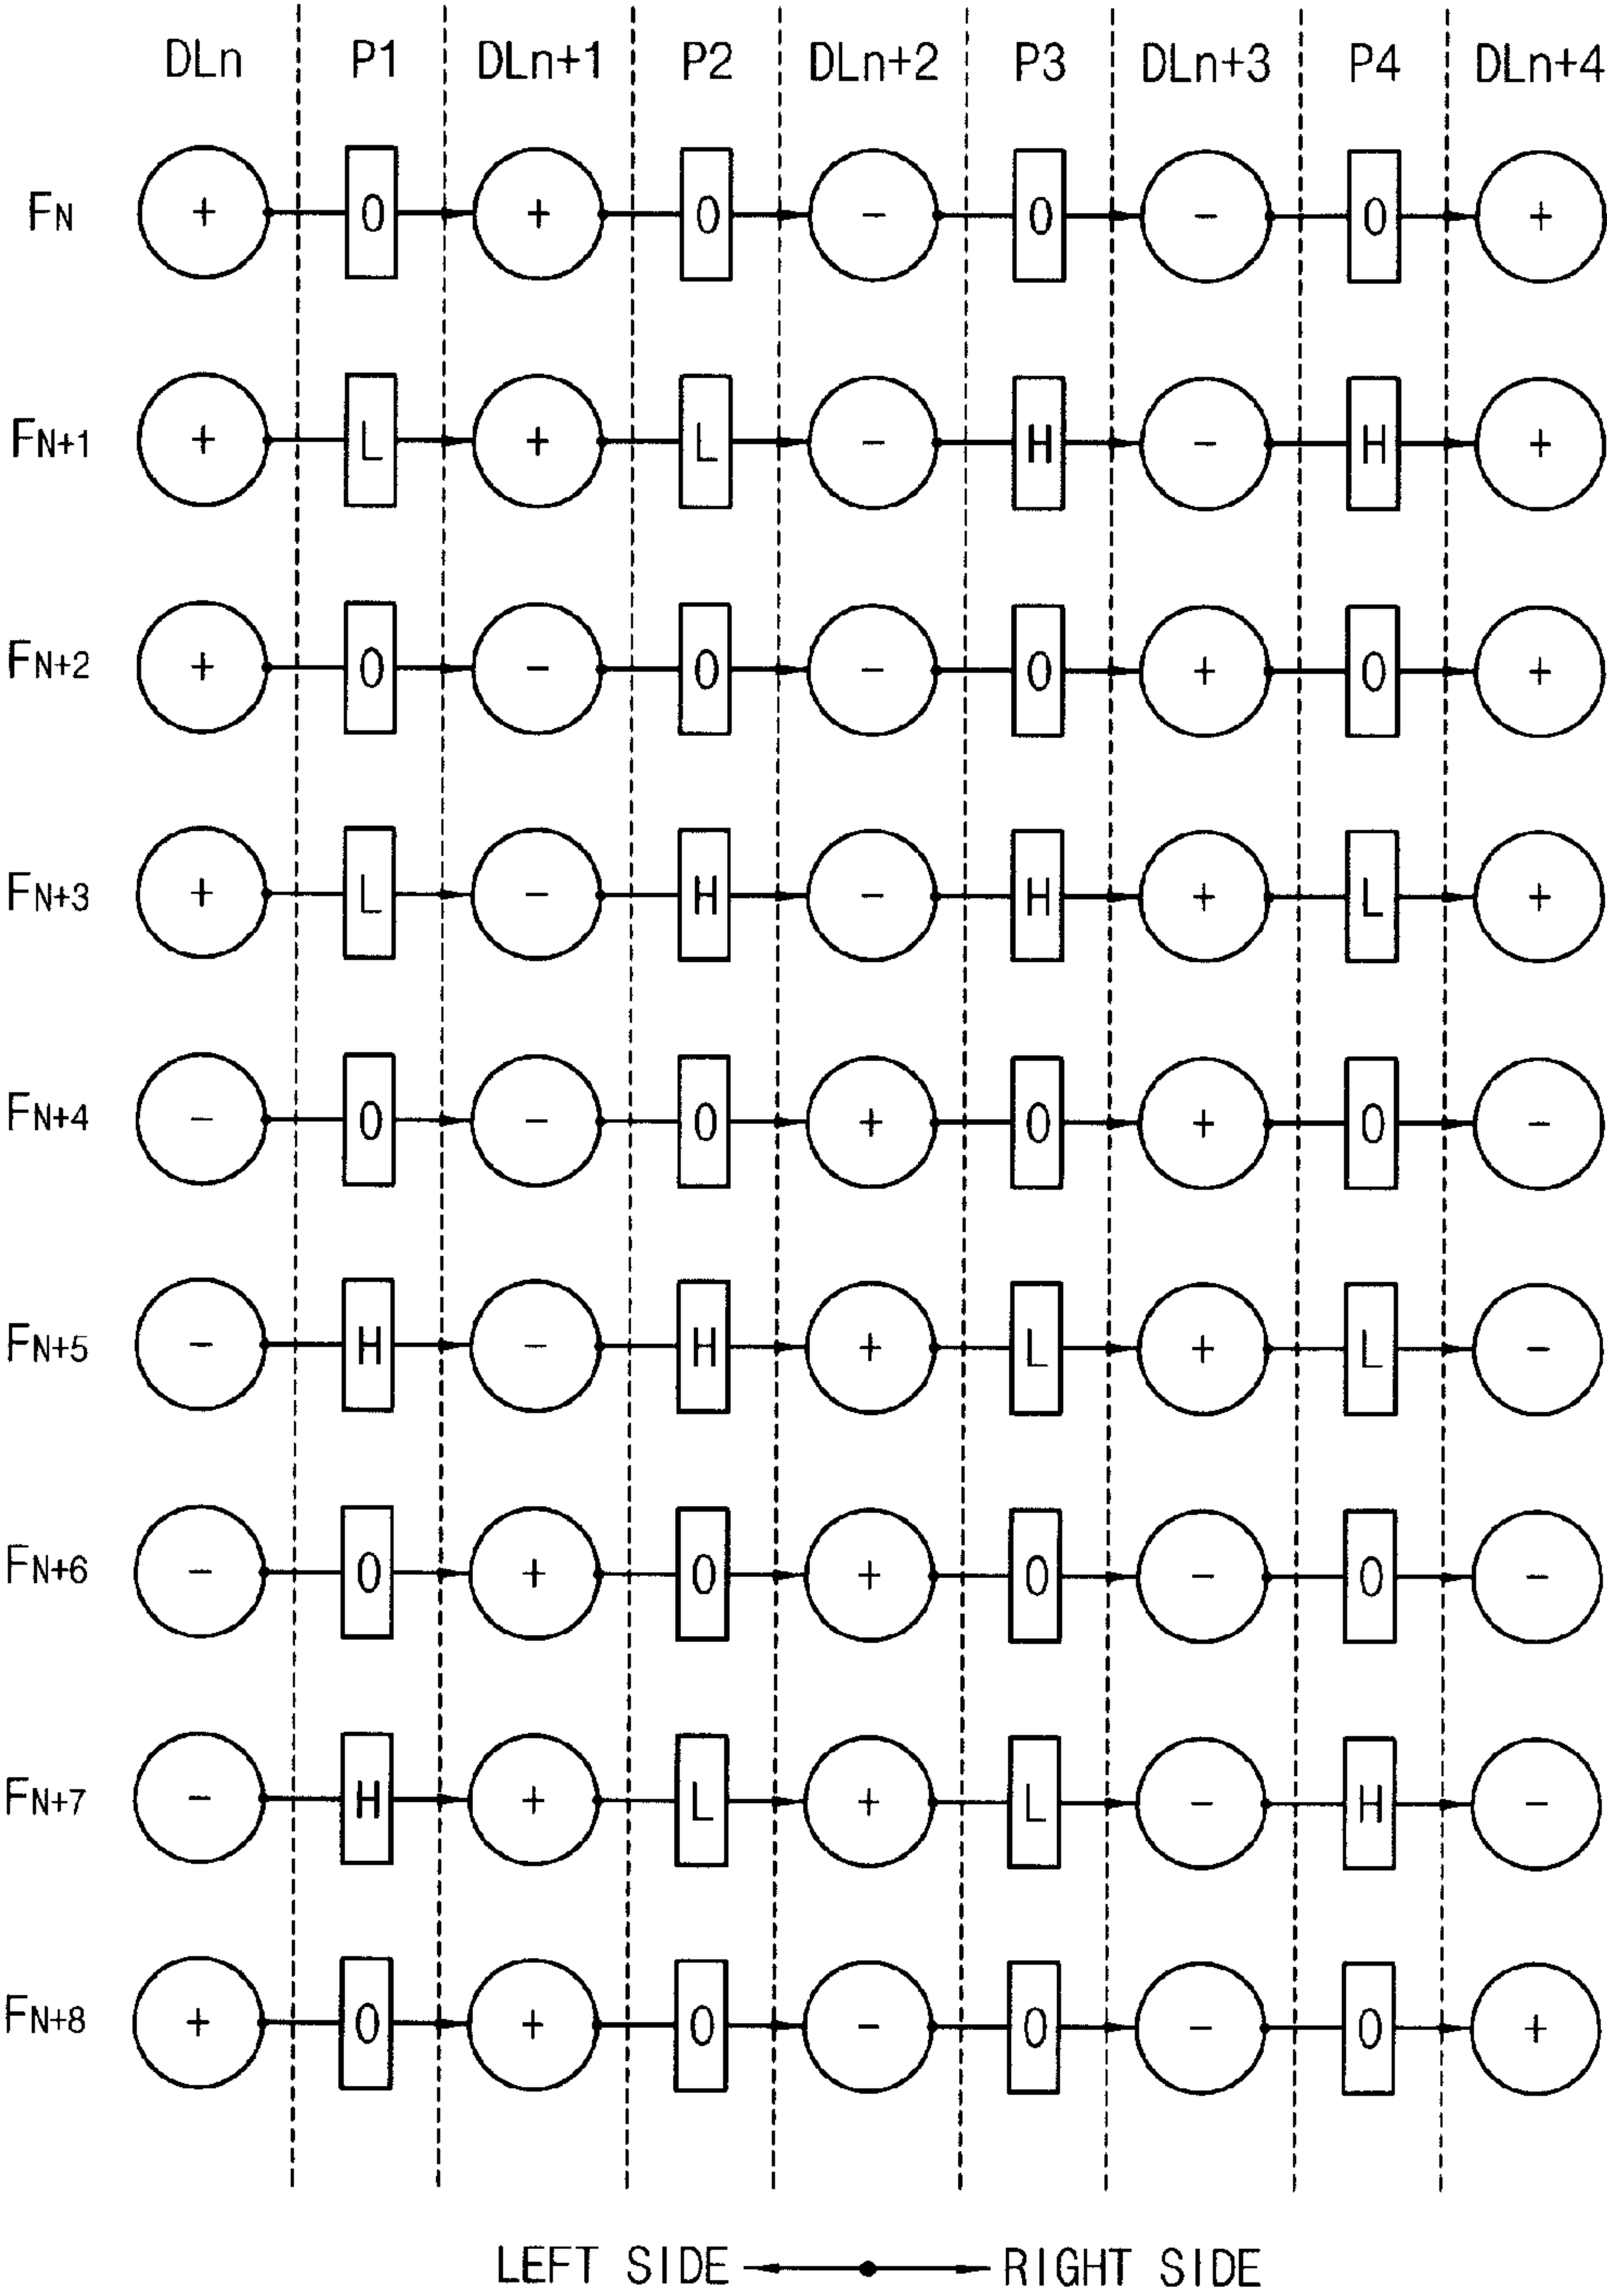 DLn P1 DLn+1 P2 DLn+2 P3 DLn+3 P4 DLn+4
FN + 0 + 0 - 0 - 0 +
FN+1 + L + L - H - H +
FN+2 + 0 - 0 - 0 + 0 +
FN+3 + L - H - H + L +
FN+4 - 0 - 0 + 0 + 0 -
FN+5 - H - H + L + L -
FN+6 - 0 + 0 + 0 - 0 -
FN+7 - H + L + L - H -
FN+8 + 0 + 0 - 0 - 0 +
LEFT SIDE RIGHT SIDE